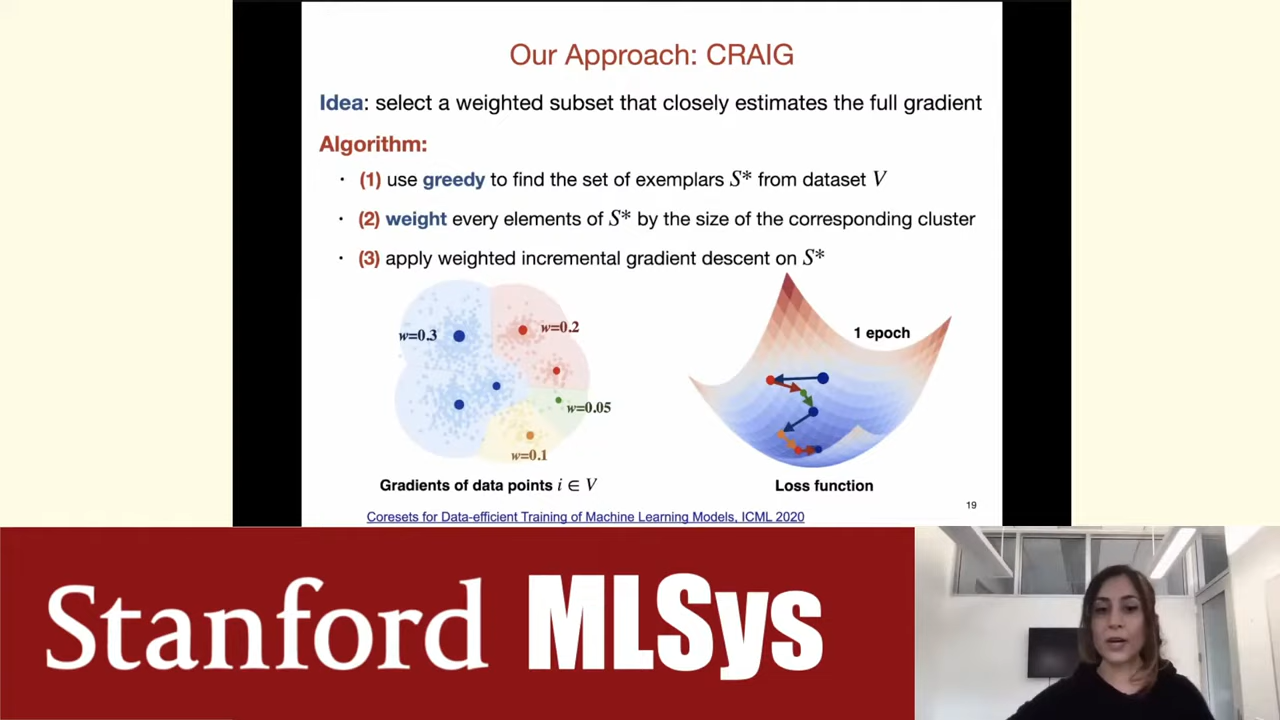 Our Approach: CRAIG
Idea: select a weighted subset that closely estimates the full gradient
Algorithm:
· (1) use greedy to find the set of exemplars S* from dataset V
· (2) weight every elements of S* by the size of the corresponding cluster
· (3) apply weighted incremental gradient descent on S*
w=0.3
w=0.2
w=0.05
w=0.1
Gradients of data points i ∈ V
1 epoch
Loss function
19
Coresets for Data-efficient Training of Machine Learning Models, ICML 2020
Stanford MLSys